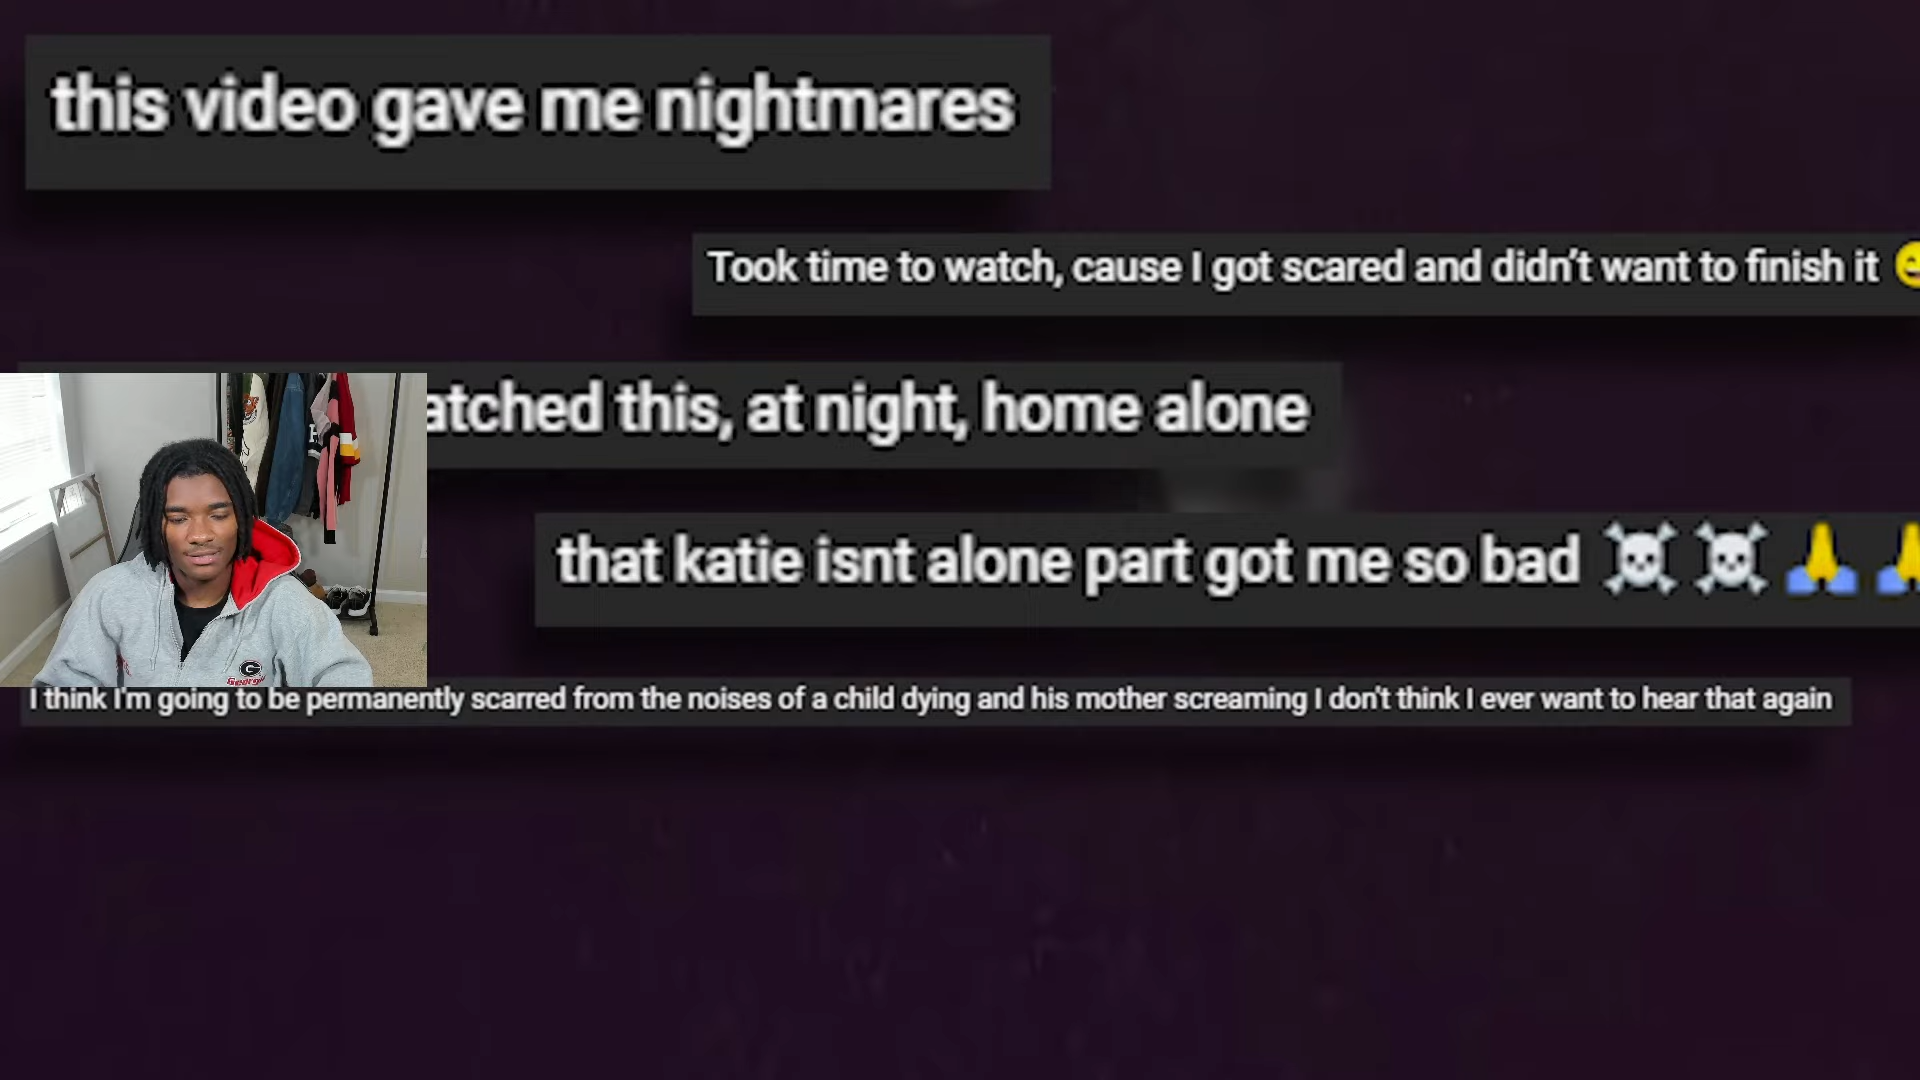 this video gave me nightmares
Took time to watch, cause I got scared and didn’t want to finish it
this, at night, home alone
that katie isnt alone part got me so bad ☠️☠️🙏🙏
Georgia
I think I'm going to be permanently scarred from the noises of a child dying and his mother screaming I don't think I ever want to hear that again